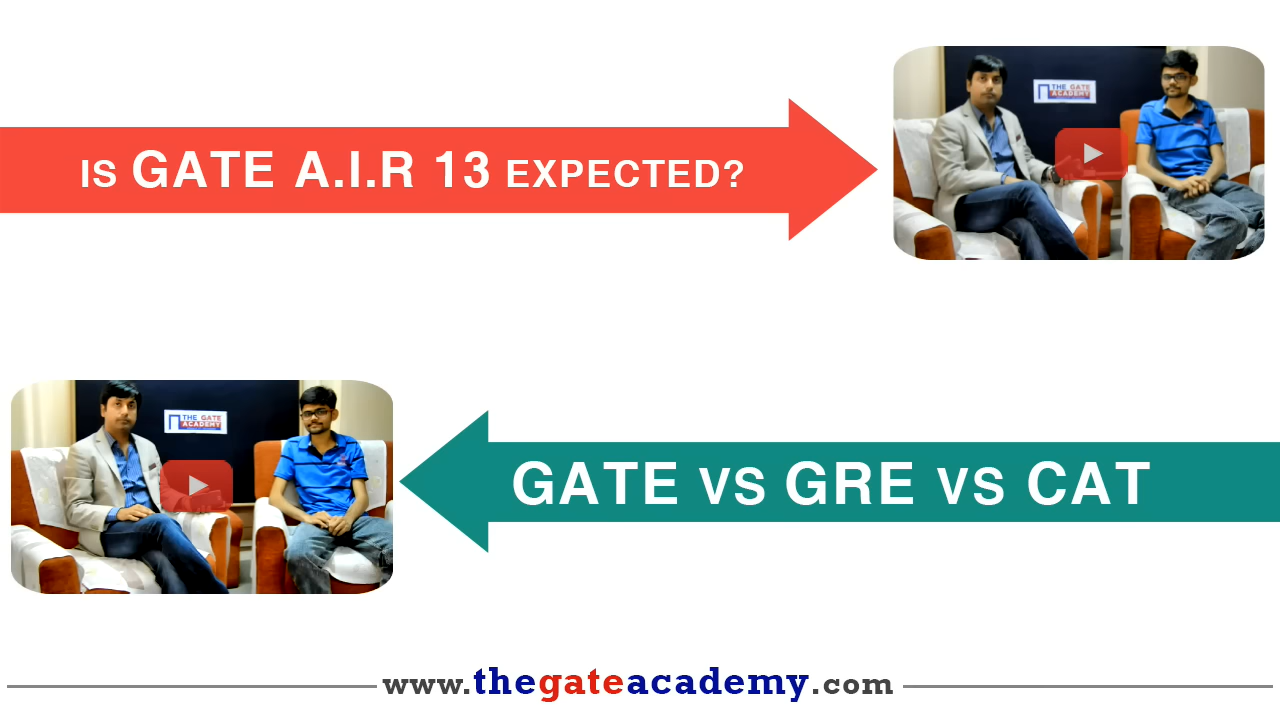 IS GATE A.I.R 13 EXPECTED?
THE GATE
ACADEMY
THE GATE
ACADEMY
GATE VS GRE VS CAT
www.thegateacademy.com